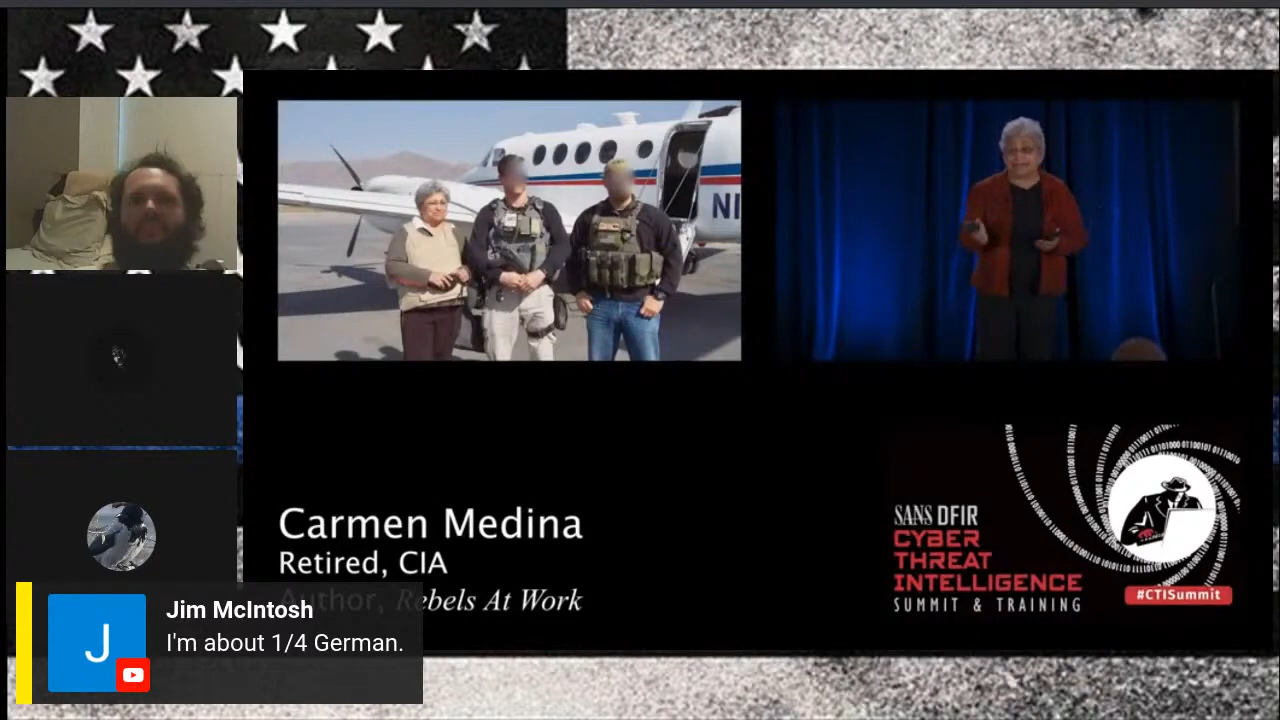 NI
Carmen Medina
Retired, CIA
Author, Rebels At Work
SANS DFIR
CYBER
THREAT
INTELLIGENCE
SUMMIT & TRAINING
#CTISummit
J
Jim McIntosh
I'm about 1/4 German.